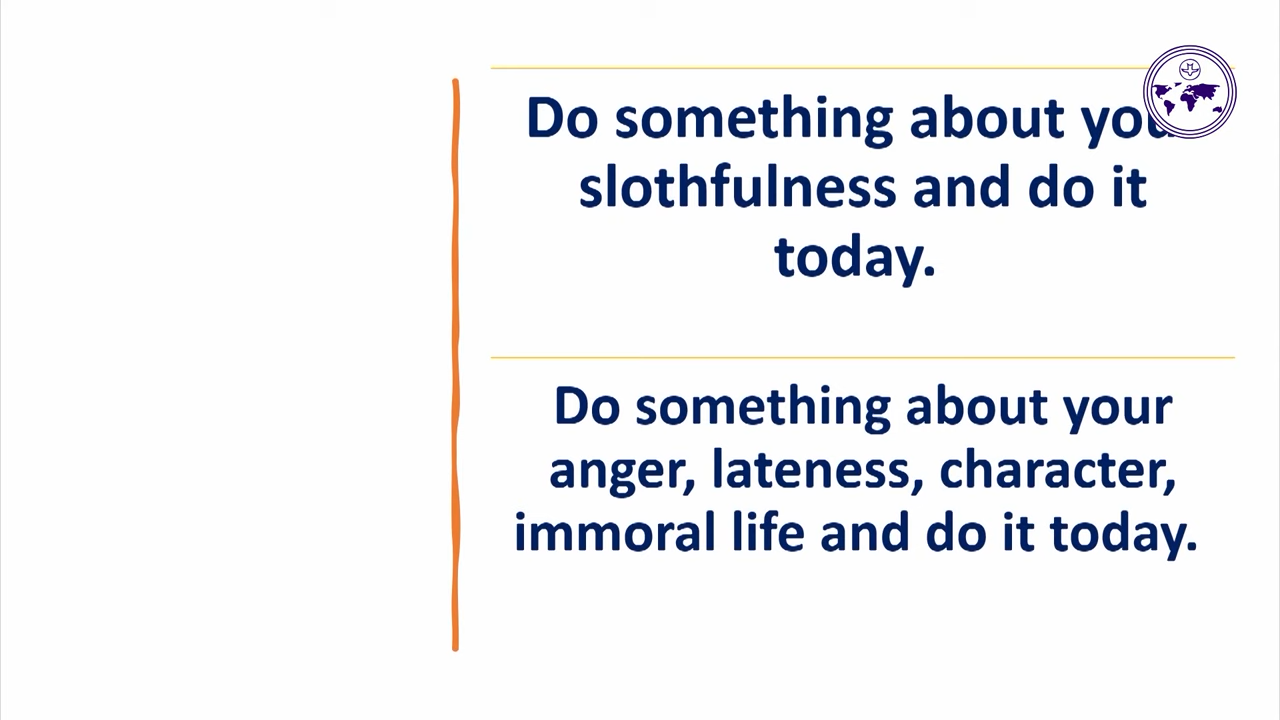 Do something about you
slothfulness and do it
today.
Do something about your
anger, lateness, character,
immoral life and do it today.